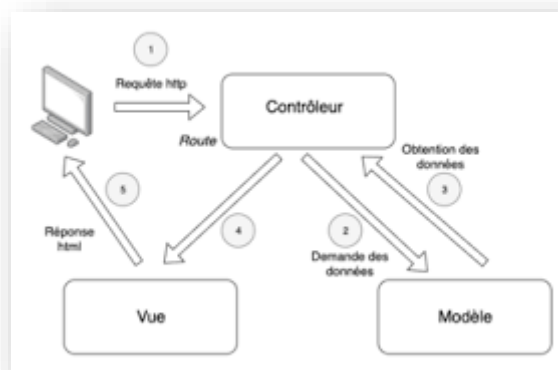 1
Requête http
Contrôleur
Route
Obtention des
données
5
3
Réponse
html
4
2
Demande des
données
Vue
Modèle